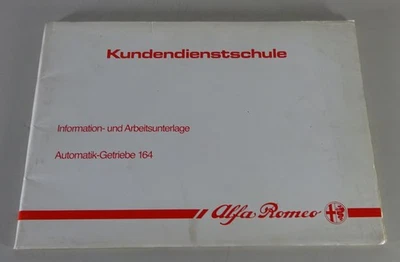 Kundendienstschule
Information- und Arbeitsunterlage
Automatik-Getriebe 164
Alfa Romeo